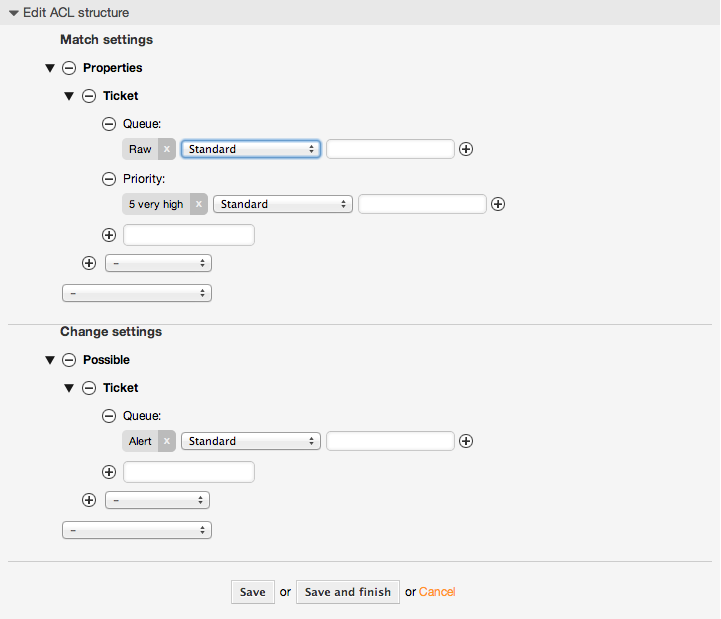 Edit ACL structure
Match settings
Properties
Ticket
Queue:
Raw x Standard
Priority:
5 very high x Standard
–
–
Change settings
Possible
Ticket
Queue:
Alert x Standard
–
–
Save or Save and finish or Cancel